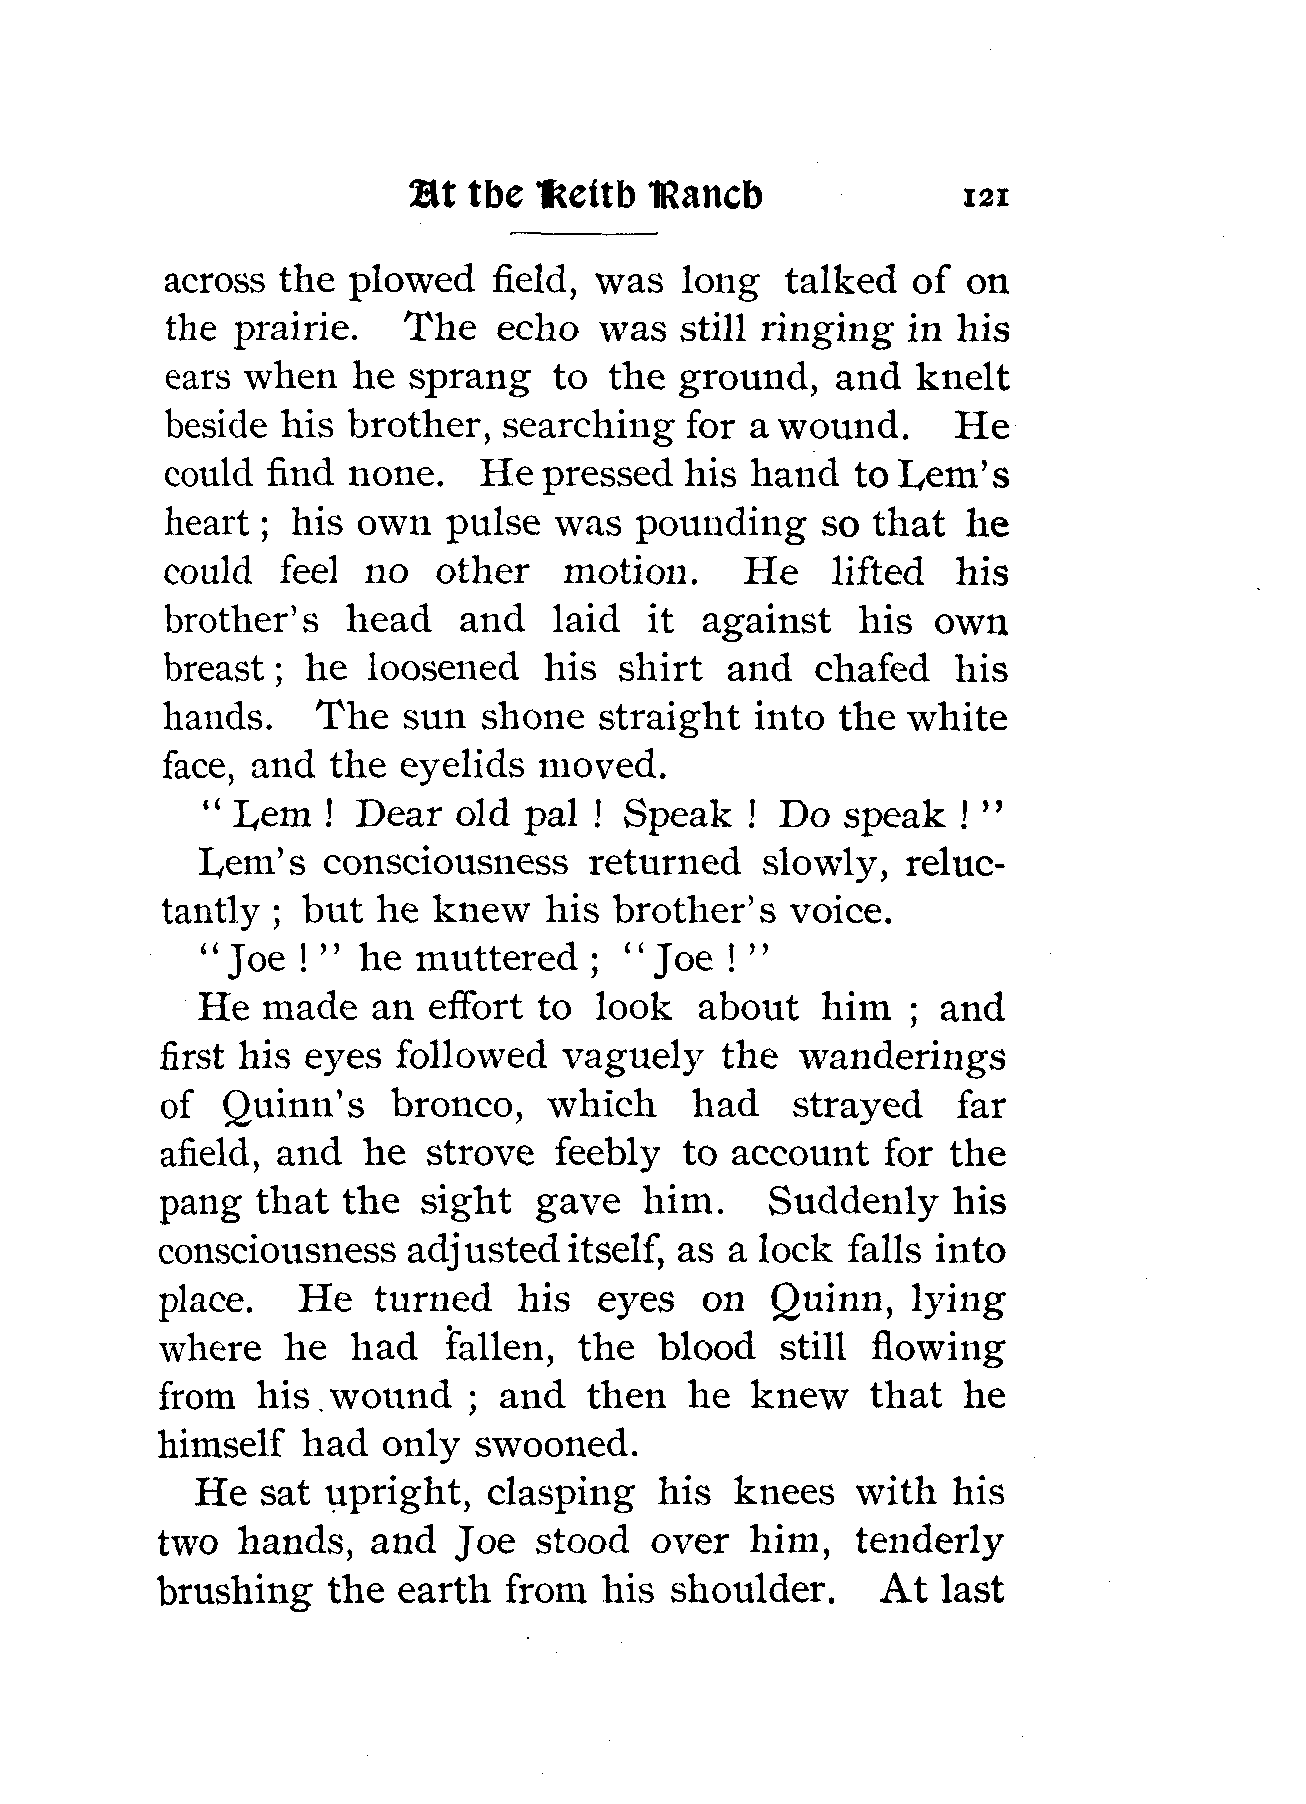 At the Keith Ranch 121
across the plowed field, was long talked of on
the prairie. The echo was still ringing in his
ears when he sprang to the ground, and knelt
beside his brother, searching for a wound. He
could find none. He pressed his hand to Lem's
heart ; his own pulse was pounding so that he
could feel no other motion. He lifted his
brother's head and laid it against his own
breast ; he loosened his shirt and chafed his
hands. The sun shone straight into the white
face, and the eyelids moved.
" Lem ! Dear old pal ! Speak ! Do speak ! "
Lem's consciousness returned slowly, reluc-
tantly ; but he knew his brother's voice.
" Joe ! " he muttered ; " Joe ! "
He made an effort to look about him ; and
first his eyes followed vaguely the wanderings
of Quinn's bronco, which had strayed far
afield, and he strove feebly to account for the
pang that the sight gave him. Suddenly his
consciousness adjusted itself, as a lock falls into
place. He turned his eyes on Quinn, lying
where he had fallen, the blood still flowing
from his wound ; and then he knew that he
himself had only swooned.
He sat upright, clasping his knees with his
two hands, and Joe stood over him, tenderly
brushing the earth from his shoulder. At last